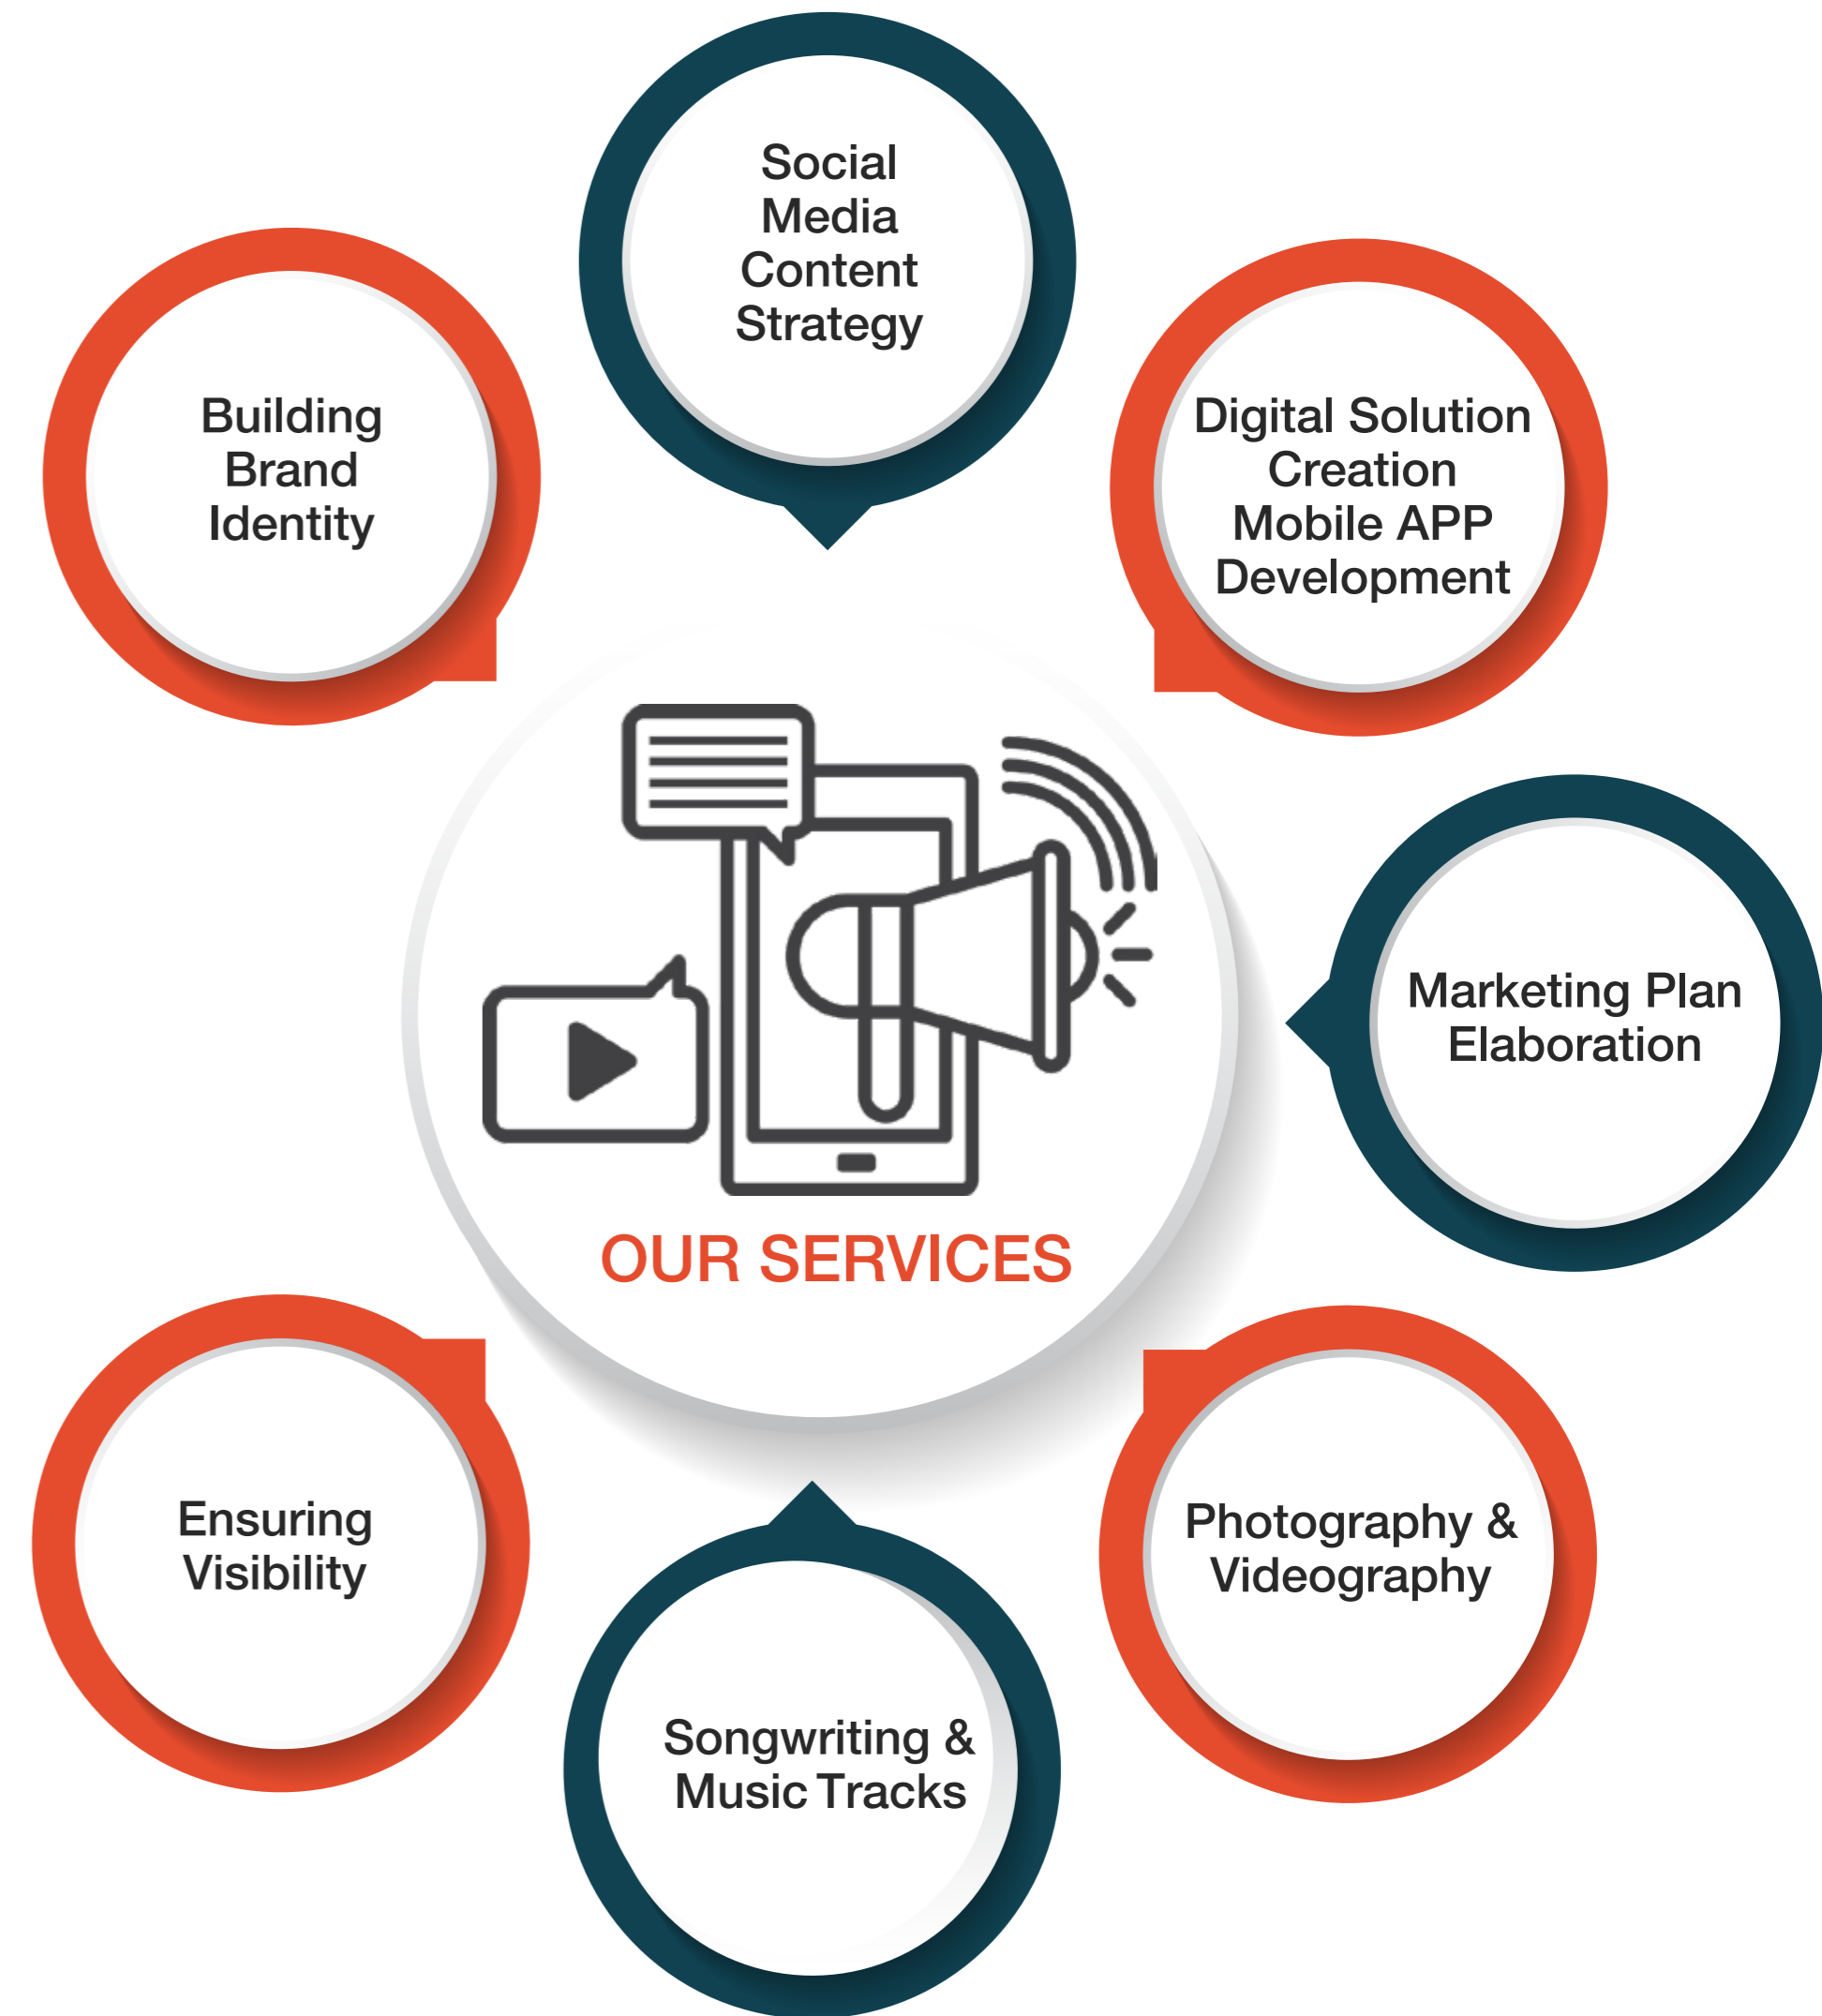 Social
Media
Content
Strategy
Building
Brand
Identity
Digital Solution
Creation
Mobile APP
Development
Marketing Plan
Elaboration
OUR SERVICES
Ensuring
Visibility
Photography &
Videography
Songwriting &
Music Tracks